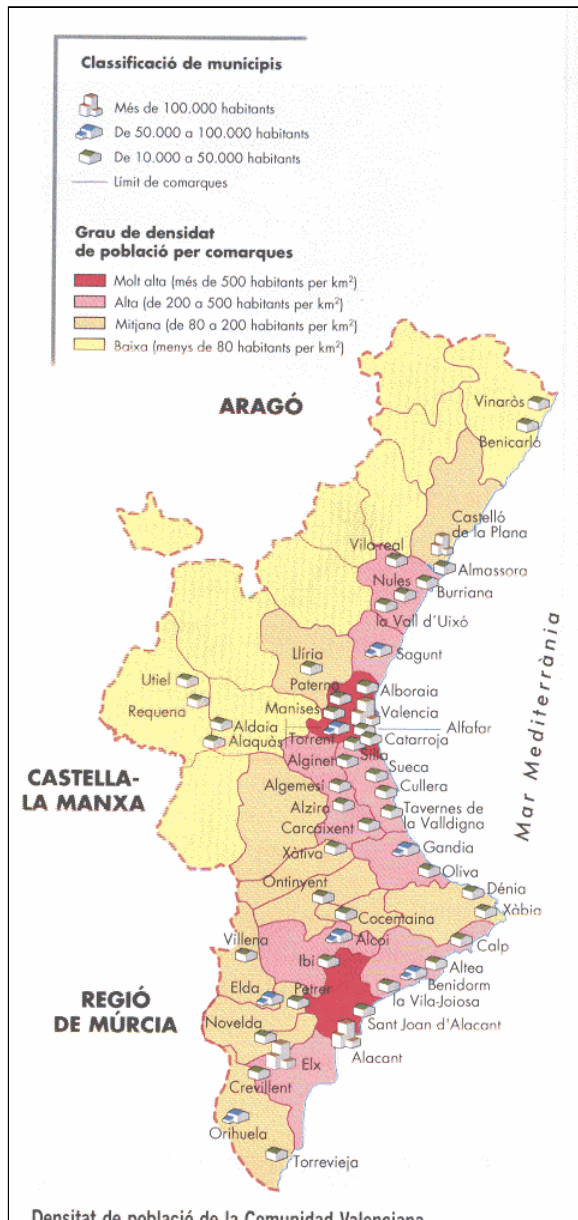 Classificació de municipis
Més de 100.000 habitants
De 50.000 a 100.000 habitants
De 10.000 a 50.000 habitants
Límit de comarques
Grau de densidat
de població per comarques
Molt alta (més de 500 habitants per km²)
Alta (de 200 a 500 habitants per km²)
Mitjana (de 80 a 200 habitants per km²)
Baixa (menys de 80 habitants per km²)
ARAGÓ
Vinaròs
Benicarló
Castelló
de la Plana
Vila-real
Almassora
Nules
Burriana
la Vall d'Uixó
Sagunt
Llíria
Utiel
Paterna
Alboraia
Requena
Manises
Valencia
Aldaia
Alfafar
Torrent
Catarroja
Alaquàs
Silla
Alginet
Sueca
CASTELLA-
LA MANXA
Algemesí
Cullera
Alzira
Tavernes de
la Valldigna
Carcaixent
Mar Mediterrània
Xàtiva
Gandia
Oliva
Ontinyent
Dénia
Cocemaina
Xàbia
Alcoi
Villena
Calp
Ibi
Altea
Elda
Petrer
Benidorm
la Vila-Joiosa
REGIÓ
DE MÚRCIA
Novelda
Sant Joan d'Alacant
Elx
Alacant
Crevillent
Orihuela
Torrevieja
Densitat de població de la Comunidad Valenciana